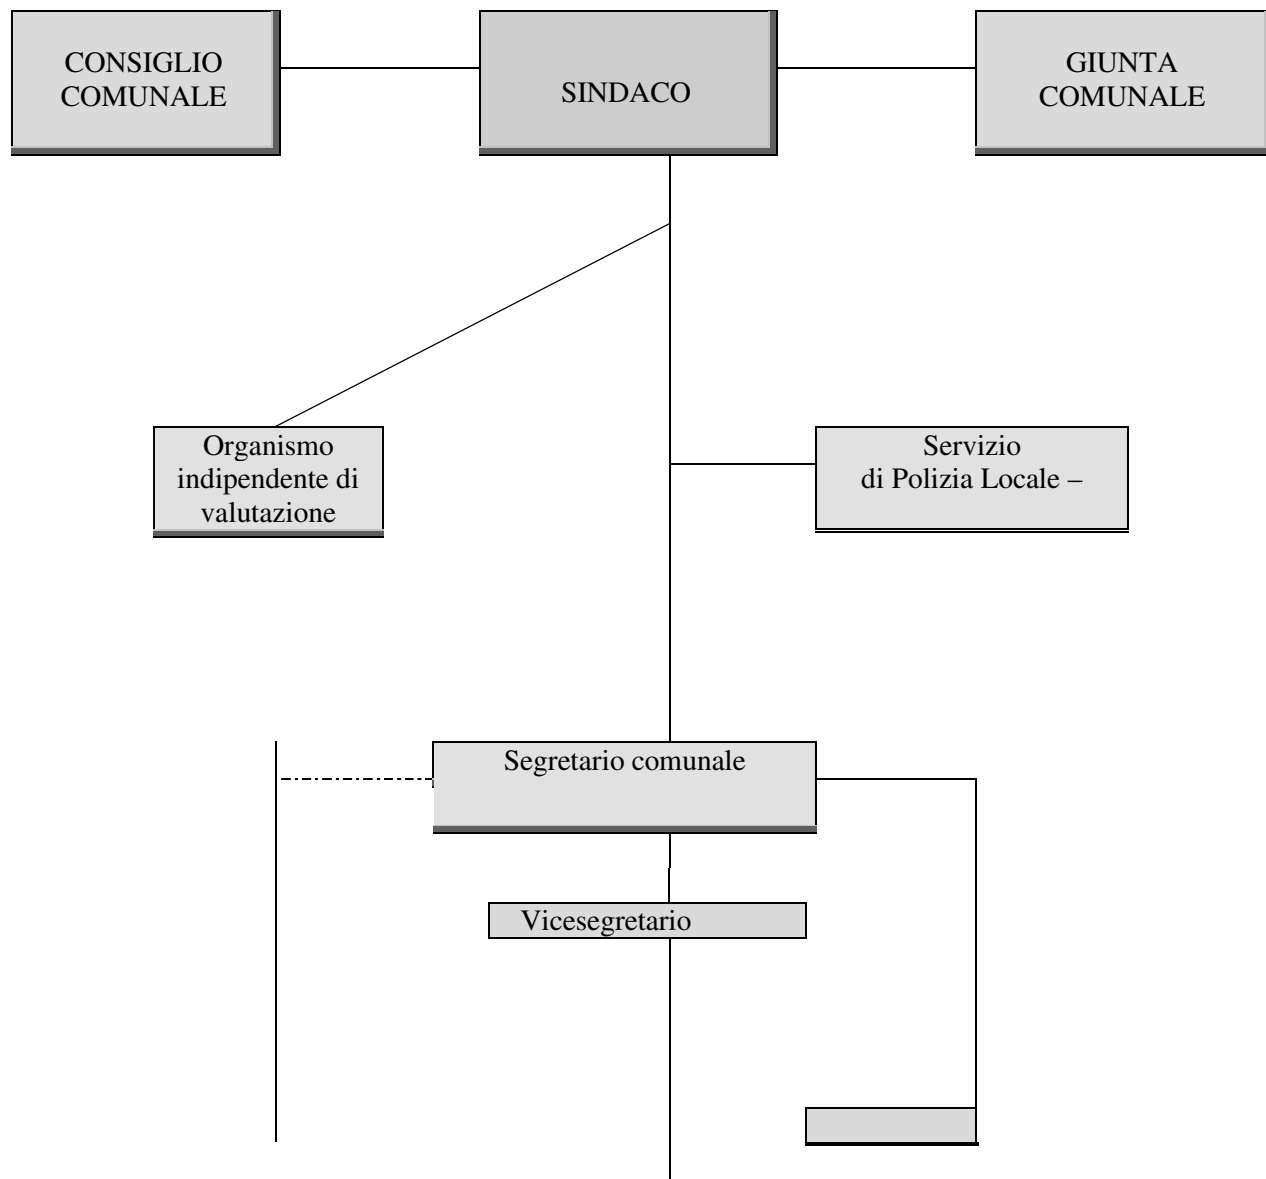 CONSIGLIO
COMUNALE
SINDACO
GIUNTA
COMUNALE
Organismo
indipendente di
valutazione
Servizio
di Polizia Locale –
Segretario comunale
Vicesegretario